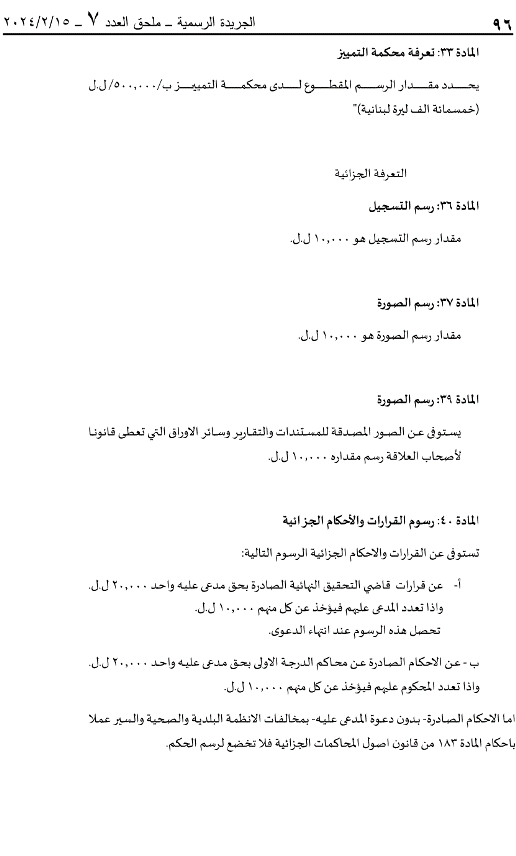 ٩٦ الجريدة الرسمية – ملحق العدد ٧ – ٢٠٢٤/٢/١٥
المادة ٣٣: تعرفة محكمة التمييز
يحـــدد مقـــدار الرســـم المقطـــوع لـــدى محكمـــة التمييـــز ب/٥٠٠,٠٠٠/ل.ل
(خمسمائة الف ليرة لبنانية)"
التعرفة الجزائية
المادة ٣٦: رسم التسجيل
مقدار رسم التسجيل هو ١٠,٠٠٠ ل.ل.
المادة ٣٧: رسم الصورة
مقدار رسم الصورة هو ١٠,٠٠٠ ل.ل.
المادة ٣٩: رسم الصورة
يستوفى عن الصور المصدقة للمستندات والتقارير وسائر الاوراق التي تعطى قانونا
لأصحاب العلاقة رسم مقداره ١٠,٠٠٠ ل.ل.
المادة ٤٠: رسوم القرارات والأحكام الجزائية
تستوفى عن القرارات والاحكام الجزائية الرسوم التالية:
أ- عن قرارات قاضي التحقيق النهائية الصادرة بحق مدعى عليه واحد ٢٠,٠٠٠ ل.ل.
واذا تعدد المدعى عليهم فيؤخذ عن كل منهم ١٠,٠٠٠ ل.ل.
تحصل هذه الرسوم عند انتهاء الدعوى.
ب - عن الاحكام الصادرة عن محاكم الدرجة الاولى بحق مدعى عليه واحد ٢٠,٠٠٠ ل.ل.
واذا تعدد المحكوم عليهم فيؤخذ عن كل منهم ١٠,٠٠٠ ل.ل.
اما الاحكام الصادرة- بدون دعوة المدعى عليه- بمخالفات الانظمة البلدية والصحية والسير عملا
باحكام المادة ١٨٣ من قانون اصول المحاكمات الجزائية فلا تخضع لرسم الحكم.